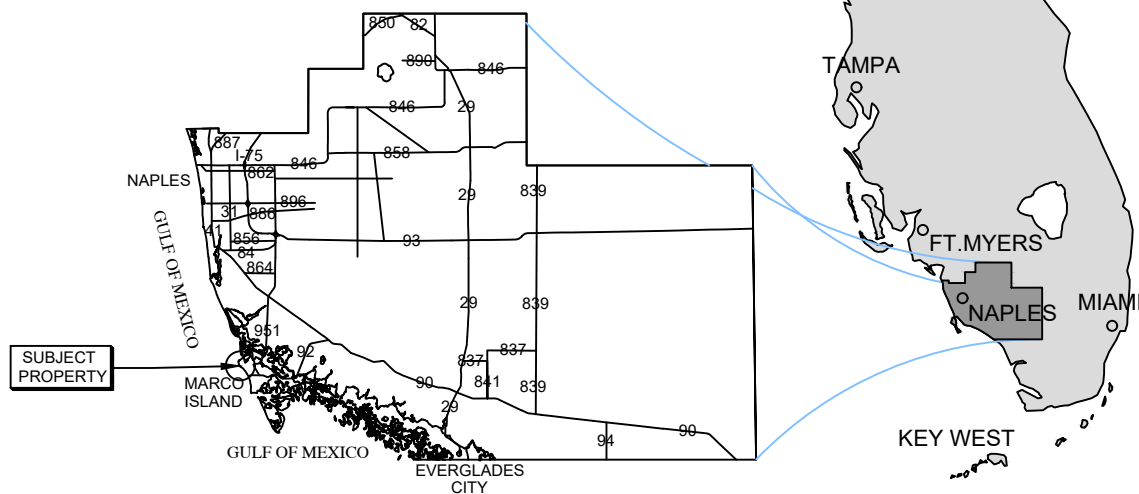 850
82
890
846
TAMPA
846
29
887
I-75
846
858
862
NAPLES
29
839
896
31
886
GULF OF MEXICO
41
856
93
84
864
FT.MYERS
29
839
NAPLES
MIAMI
951
92
837
837
SUBJECT
PROPERTY
MARCO
ISLAND
90
841
839
29
94
90
KEY WEST
GULF OF MEXICO
EVERGLADES
CITY